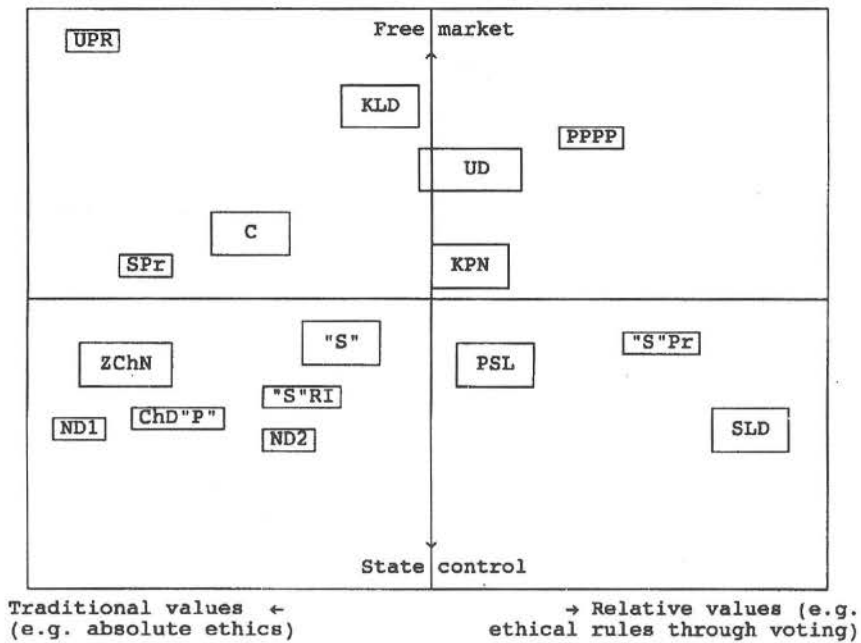 Free market
UPR
KLD
PPPP
UD
C
KPN
SPr
"S"
"S"Pr
ZChN
PSL
"S"RI
ChD"P"
ND1
SLD
ND2
State control
Traditional values ←
(e.g. absolute ethics)
→ Relative values (e.g.
ethical rules through voting)